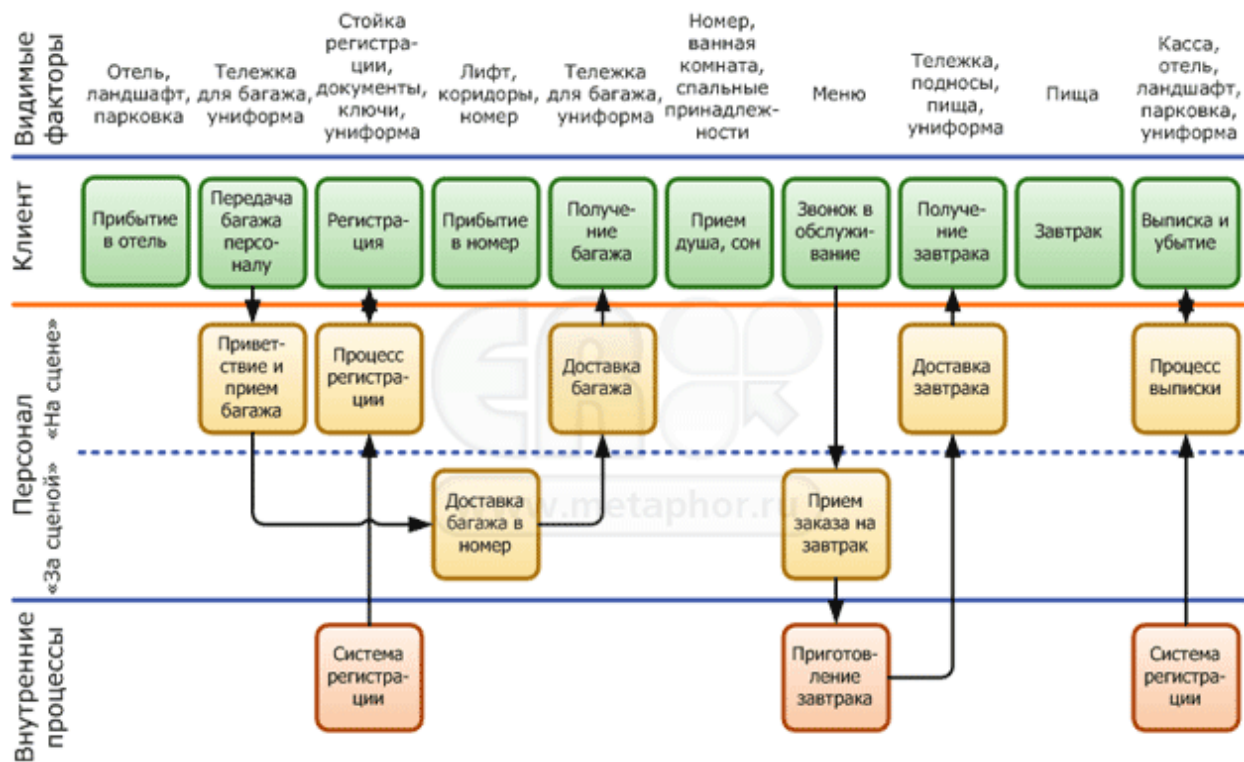 Видимые
факторы
Отель,
ландшафт,
парковка
Тележка
для багажа,
униформа
Стойка
регистра-
ции,
документы,
ключи,
униформа
Лифт,
коридоры,
номер
Тележка
для багажа,
униформа
Номер,
ванная
комната,
спальные
принадлеж-
ности
Меню
Тележка,
подносы,
пища,
униформа
Пища
Касса,
отель,
ландшафт,
парковка,
униформа
Клиент
Прибытие
в отель
Передача
багажа
персо-
налу
Регистра-
ция
Прибытие
в номер
Получе-
ние
багажа
Прием
душа, сон
Звонок в
обслужи-
вание
Получе-
ние
завтрака
Завтрак
Выписка и
убытие
Персонал
«На сцене»
Привет-
ствие и
прием
багажа
Процесс
регистра-
ции
Доставка
багажа
Доставка
завтрака
Процесс
выписки
«За сценой»
Доставка
багажа в
номер
www.metaphor.ru
Прием
заказа на
завтрак
Внутренние
процессы
Система
регистра-
ции
Приготов-
ление
завтрака
Система
регистра-
ции